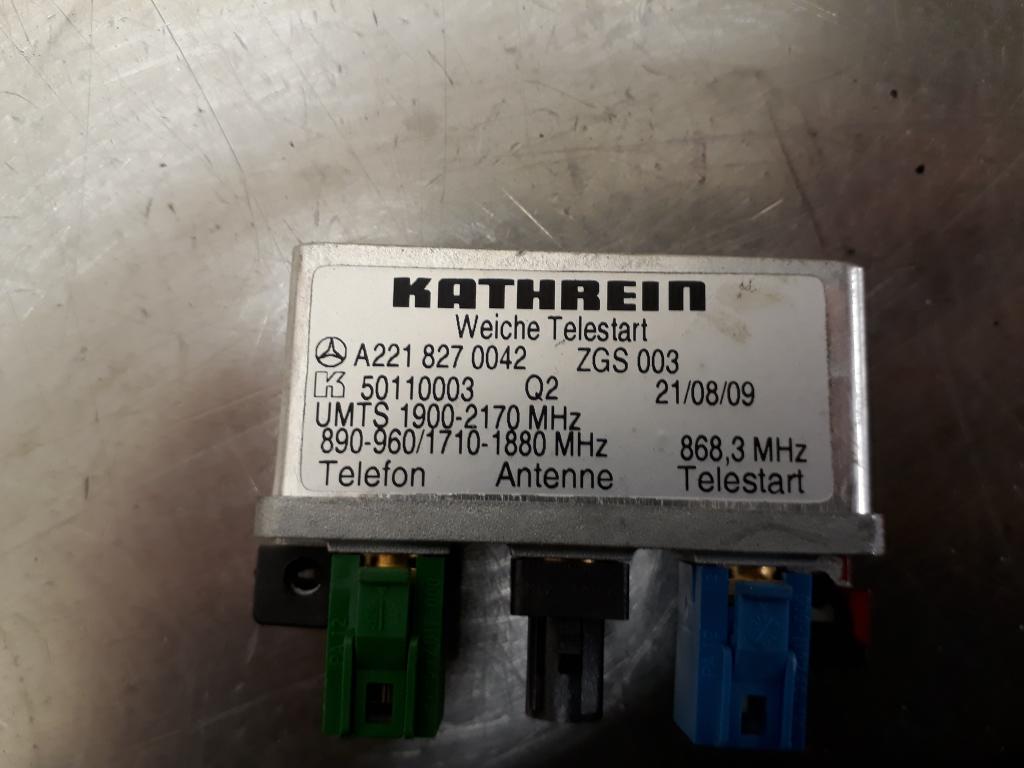 KATHREIN
Weiche Telestart
A221 827 0042 ZGS 003
K 50110003 Q2 21/08/09
UMTS 1900-2170 MHz
890-960/1710-1880 MHz 868,3 MHz
Telefon Antenne Telestart